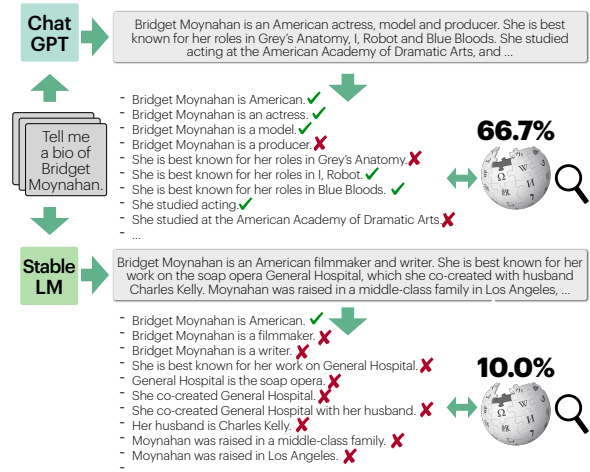 Chat
GPT
Bridget Moynahan is an American actress, model and producer. She is best
known for her roles in Grey's Anatomy, I, Robot and Blue Bloods. She studied
acting at the American Academy of Dramatic Arts, and ...
Tell me
a bio of
Bridget
Moynahan.
- Bridget Moynahan is American. ✓
- Bridget Moynahan is an actress. ✓
- Bridget Moynahan is a model. ✓
- Bridget Moynahan is a producer. ✗
- She is best known for her roles in Grey's Anatomy. ✗
- She is best known for her roles in I, Robot. ✓
- She is best known for her roles in Blue Bloods. ✓
- She studied acting. ✓
- She studied at the American Academy of Dramatic Arts. ✗
- ...
66.7%
Stable
LM
Bridget Moynahan is an American filmmaker and writer. She is best known for her
work on the soap opera General Hospital, which she co-created with husband
Charles Kelly. Moynahan was raised in a middle-class family in Los Angeles, ...
- Bridget Moynahan is American. ✓
- Bridget Moynahan is a filmmaker. ✗
- Bridget Moynahan is a writer. ✗
- She is best known for her work on General Hospital. ✗
- General Hospital is the soap opera. ✗
- She co-created General Hospital. ✗
- She co-created General Hospital with her husband. ✗
- Her husband is Charles Kelly. ✗
- Moynahan was raised in a middle-class family. ✗
- Moynahan was raised in Los Angeles. ✗
-
10.0%